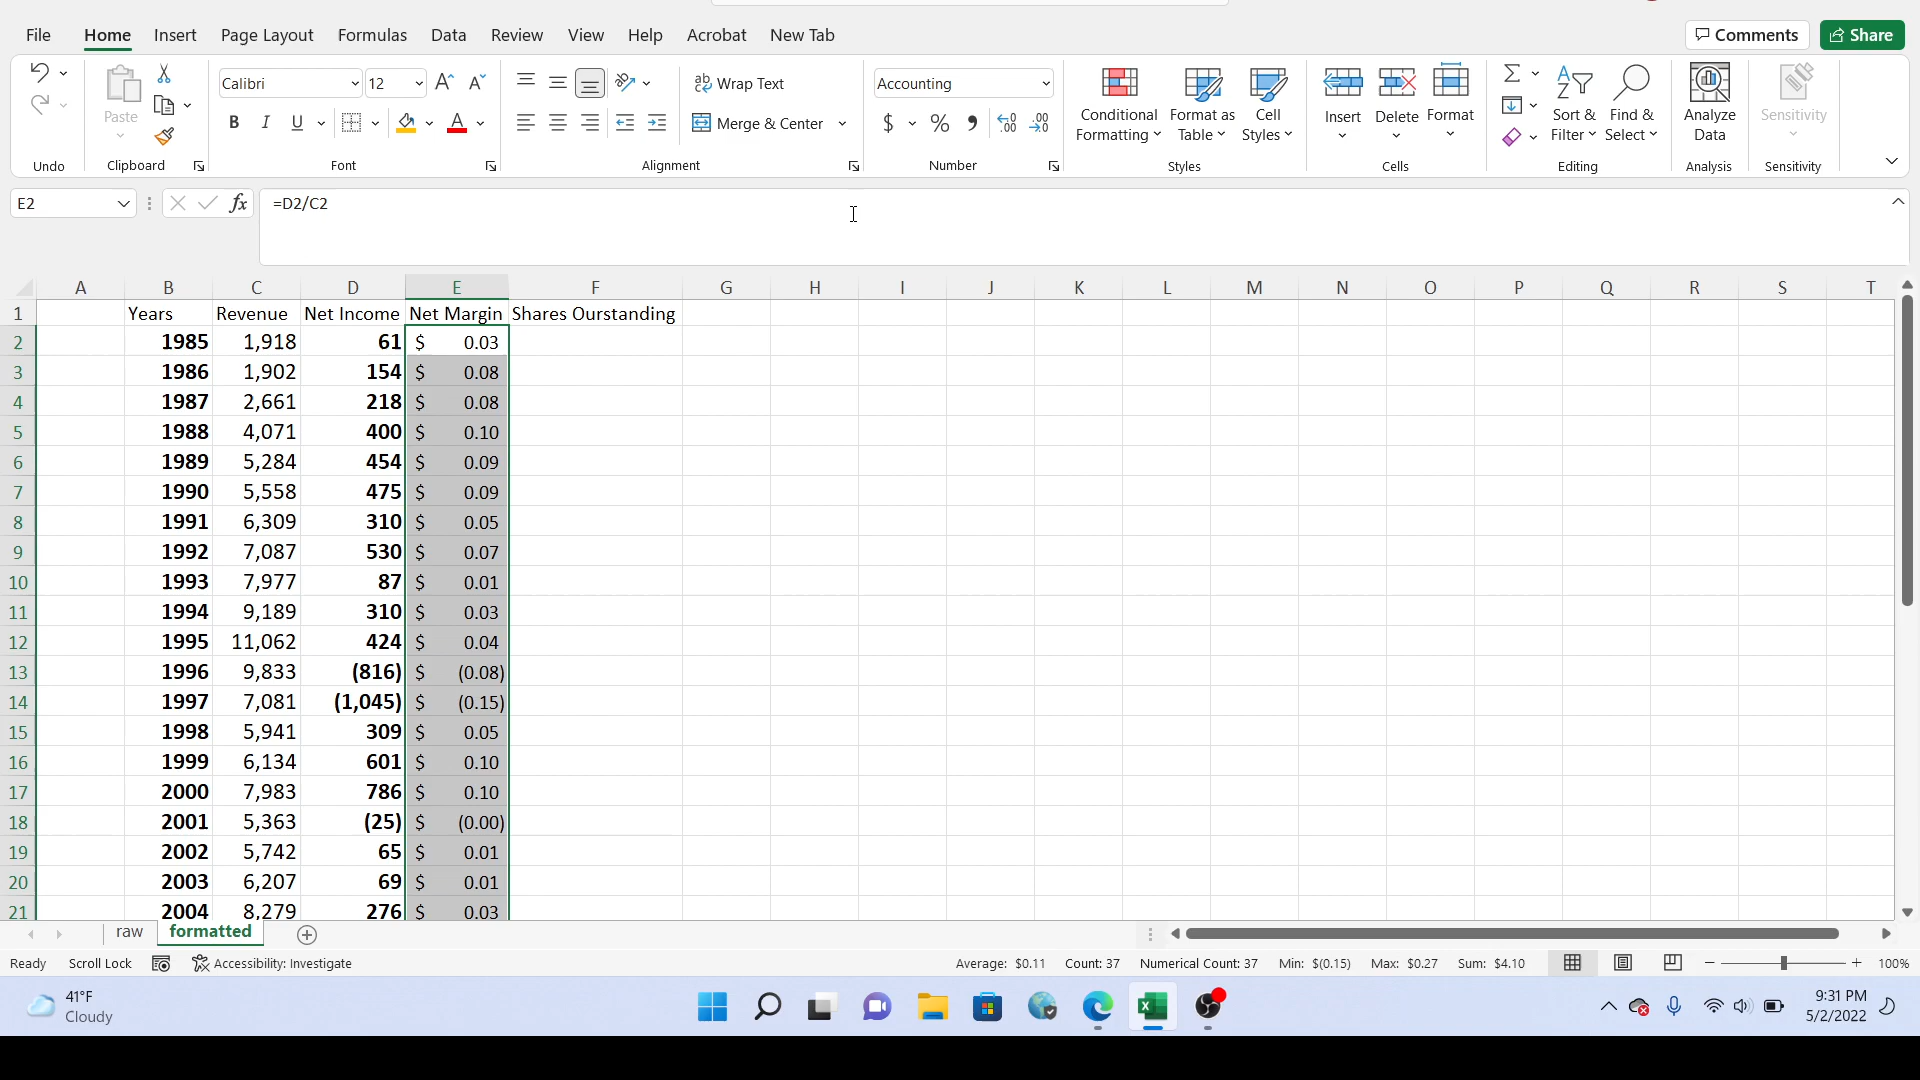 File Home Insert Page Layout Formulas Data Review View Help Acrobat New Tab Comments Share
Calibri 12 Wrap Text Accounting
Paste B I U Merge & Center $ % Conditional Formatting Format as Table Cell Styles Insert Delete Format Sort & Filter Find & Select Analyze Data Sensitivity
Undo Clipboard Font Alignment Number Styles Cells Editing Analysis Sensitivity
E2 fx =D2/C2
A B C D E F G H I J K L M N O P Q R S T
1 Years Revenue Net Income Net Margin Shares Ourstanding
2 1985 1,918 61 $ 0.03
3 1986 1,902 154 $ 0.08
4 1987 2,661 218 $ 0.08
5 1988 4,071 400 $ 0.10
6 1989 5,284 454 $ 0.09
7 1990 5,558 475 $ 0.09
8 1991 6,309 310 $ 0.05
9 1992 7,087 530 $ 0.07
10 1993 7,977 87 $ 0.01
11 1994 9,189 310 $ 0.03
12 1995 11,062 424 $ 0.04
13 1996 9,833 (816) $ (0.08)
14 1997 7,081 (1,045) $ (0.15)
15 1998 5,941 309 $ 0.05
16 1999 6,134 601 $ 0.10
17 2000 7,983 786 $ 0.10
18 2001 5,363 (25) $ (0.00)
19 2002 5,742 65 $ 0.01
20 2003 6,207 69 $ 0.01
21 2004 8,279 276 $ 0.03
raw formatted
Ready Scroll Lock Accessibility: Investigate Average: $0.11 Count: 37 Numerical Count: 37 Min: $(0.15) Max: $0.27 Sum: $4.10 100%
41°F 9:31 PM
Cloudy 5/2/2022